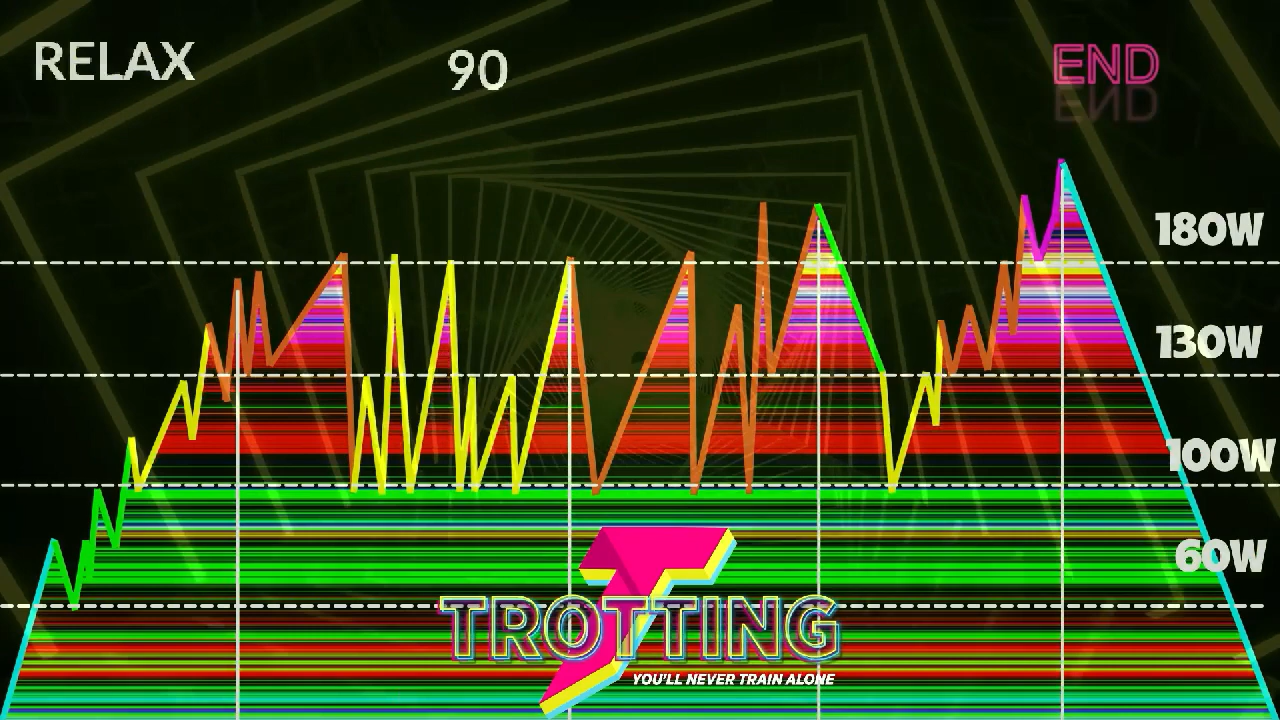 RELAX
90
END
180W
130W
100W
60W
TROTTING
YOU'LL NEVER TRAIN ALONE